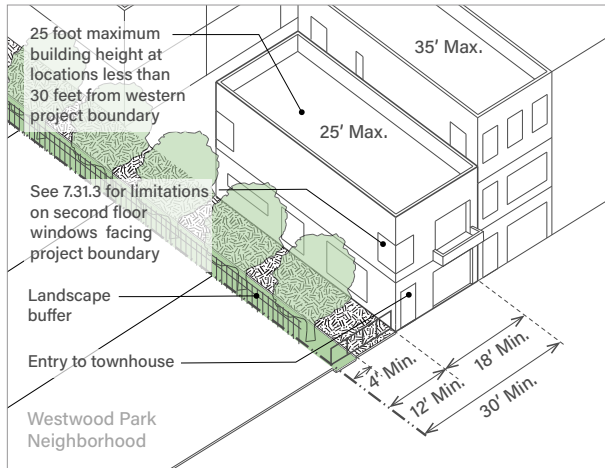 25 foot maximum
building height at
locations less than
30 feet from western
project boundary
35’ Max.
25’ Max.
See 7.31.3 for limitations
on second floor
windows facing
project boundary
Landscape
buffer
Entry to townhouse
4’ Min.
18’ Min.
12’ Min.
30’ Min.
Westwood Park
Neighborhood